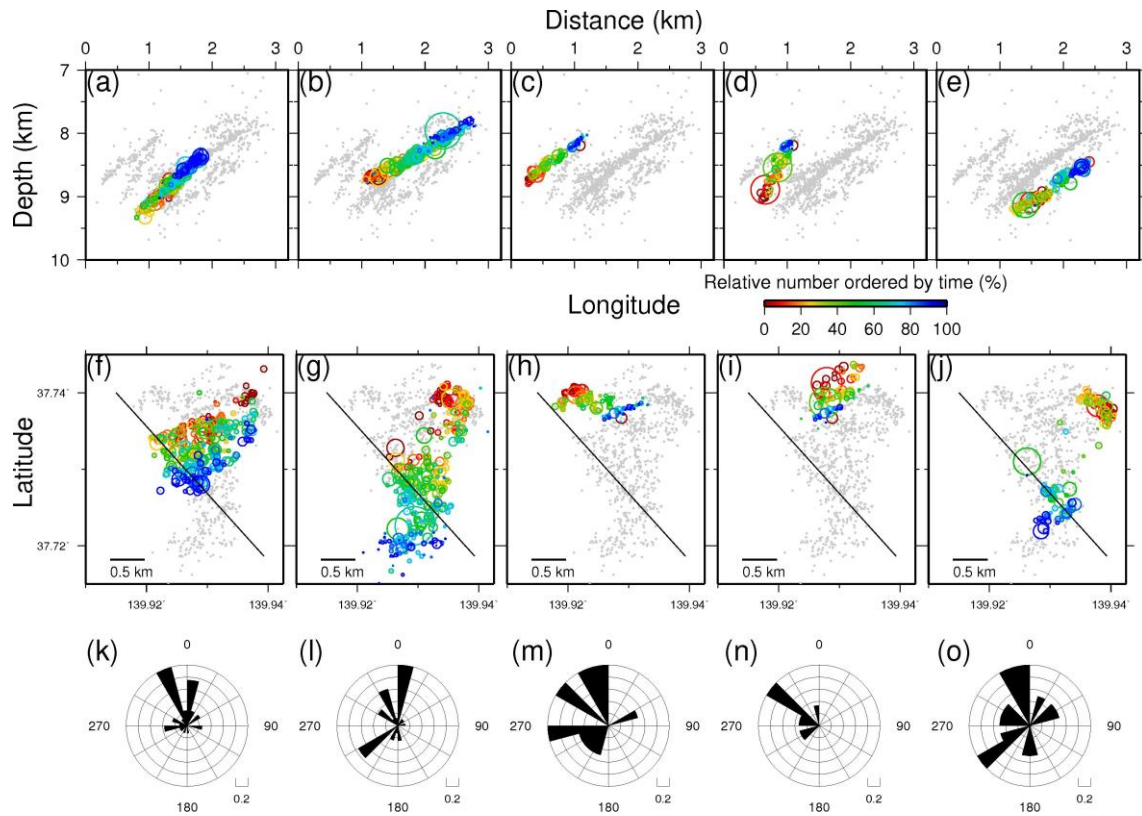 Distance (km)
0 1 2 3 0 1 2 3 0 1 2 3 0 1 2 3 0 1 2 3
7 (a) (b) (c) (d) (e)
8
Depth (km)
9
10
Relative number ordered by time (%)
Longitude
0 20 40 60 80 100
(f) (g) (h) (i) (j)
37.74˚
Latitude
37.72˚
0.5 km 0.5 km 0.5 km 0.5 km 0.5 km
139.92˚ 139.94˚ 139.92˚ 139.94˚ 139.92˚ 139.94˚ 139.92˚ 139.94˚ 139.92˚ 139.94˚
(k) 0 (l) 0 (m) 0 (n) 0 (o) 0
270 90 270 90 270 90 270 90 270 90
0.2 0.2 0.2 0.2 0.2
180 180 180 180 180